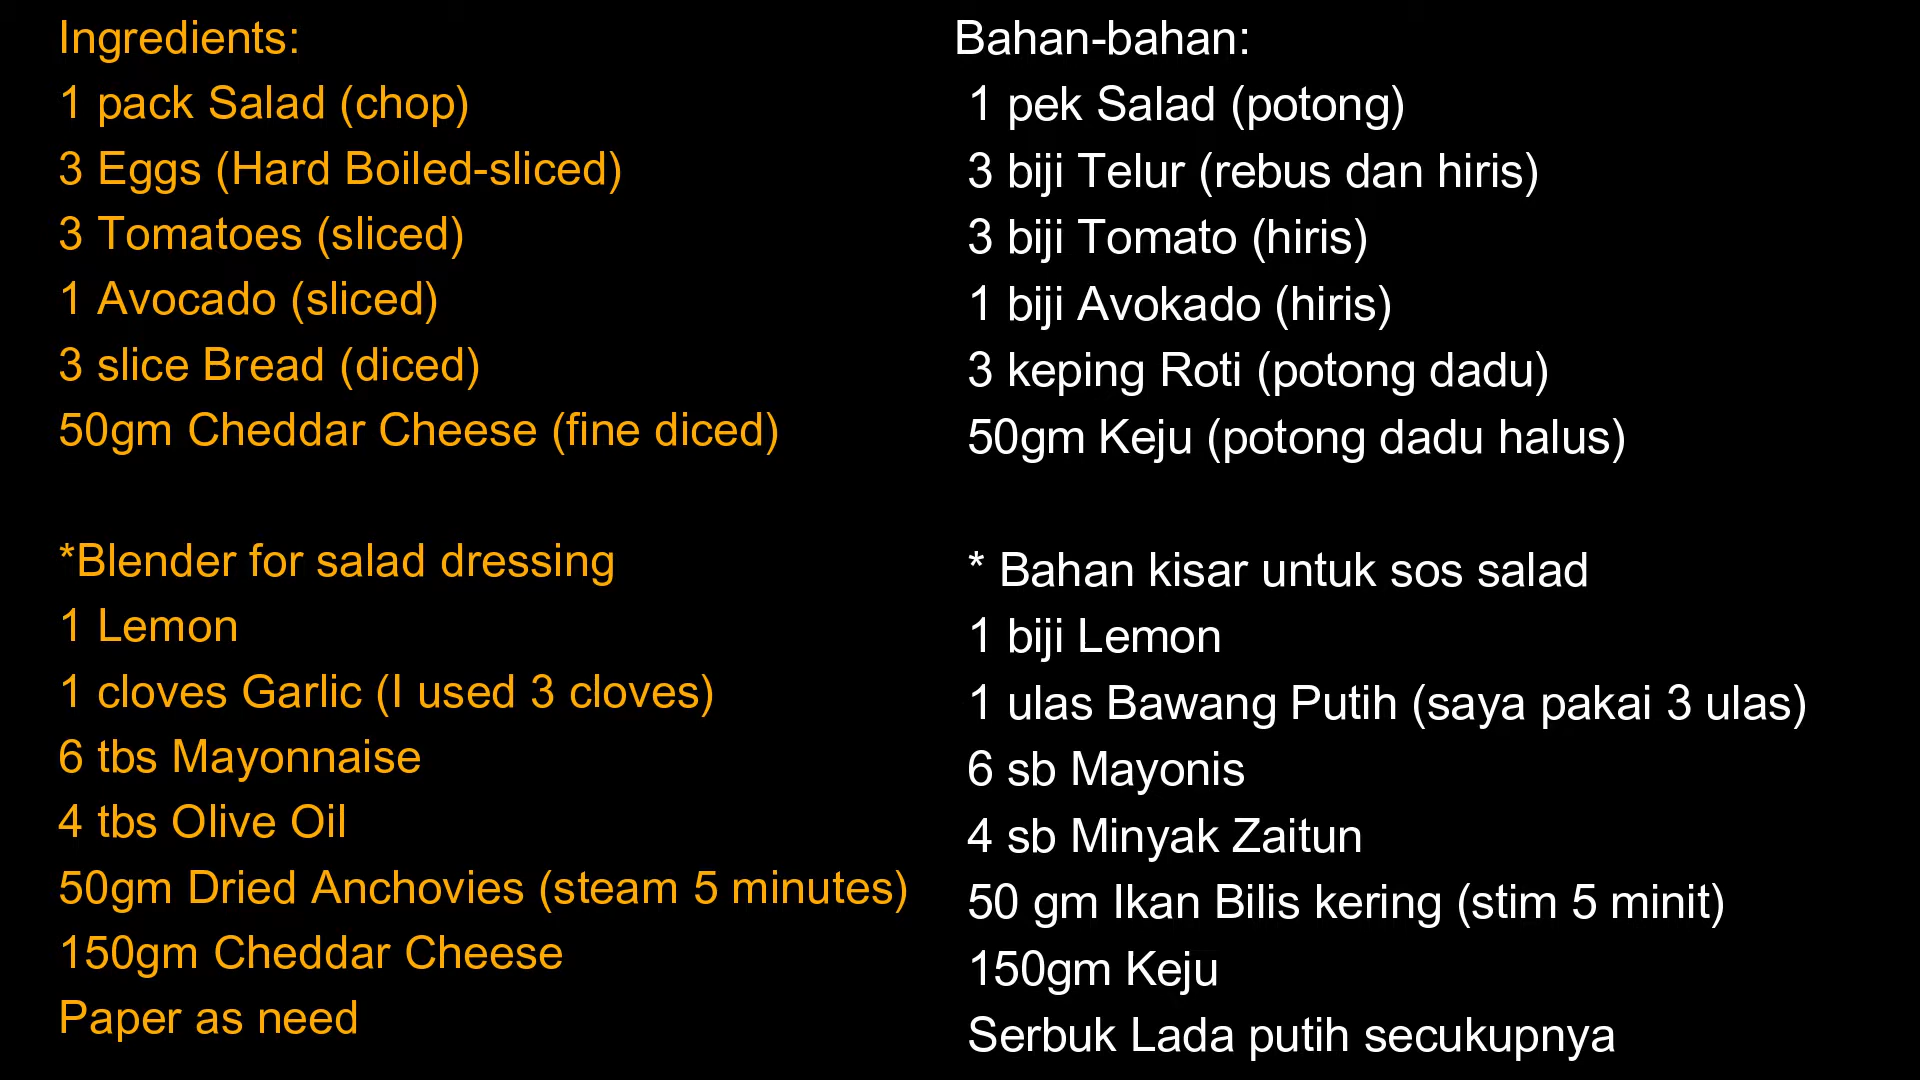 Ingredients:
1 pack Salad (chop)
3 Eggs (Hard Boiled-sliced)
3 Tomatoes (sliced)
1 Avocado (sliced)
3 slice Bread (diced)
50gm Cheddar Cheese (fine diced)
*Blender for salad dressing
1 Lemon
1 cloves Garlic (I used 3 cloves)
6 tbs Mayonnaise
4 tbs Olive Oil
50gm Dried Anchovies (steam 5 minutes)
150gm Cheddar Cheese
Paper as need
Bahan-bahan:
1 pek Salad (potong)
3 biji Telur (rebus dan hiris)
3 biji Tomato (hiris)
1 biji Avokado (hiris)
3 keping Roti (potong dadu)
50gm Keju (potong dadu halus)
* Bahan kisar untuk sos salad
1 biji Lemon
1 ulas Bawang Putih (saya pakai 3 ulas)
6 sb Mayonis
4 sb Minyak Zaitun
50 gm Ikan Bilis kering (stim 5 minit)
150gm Keju
Serbuk Lada putih secukupnya